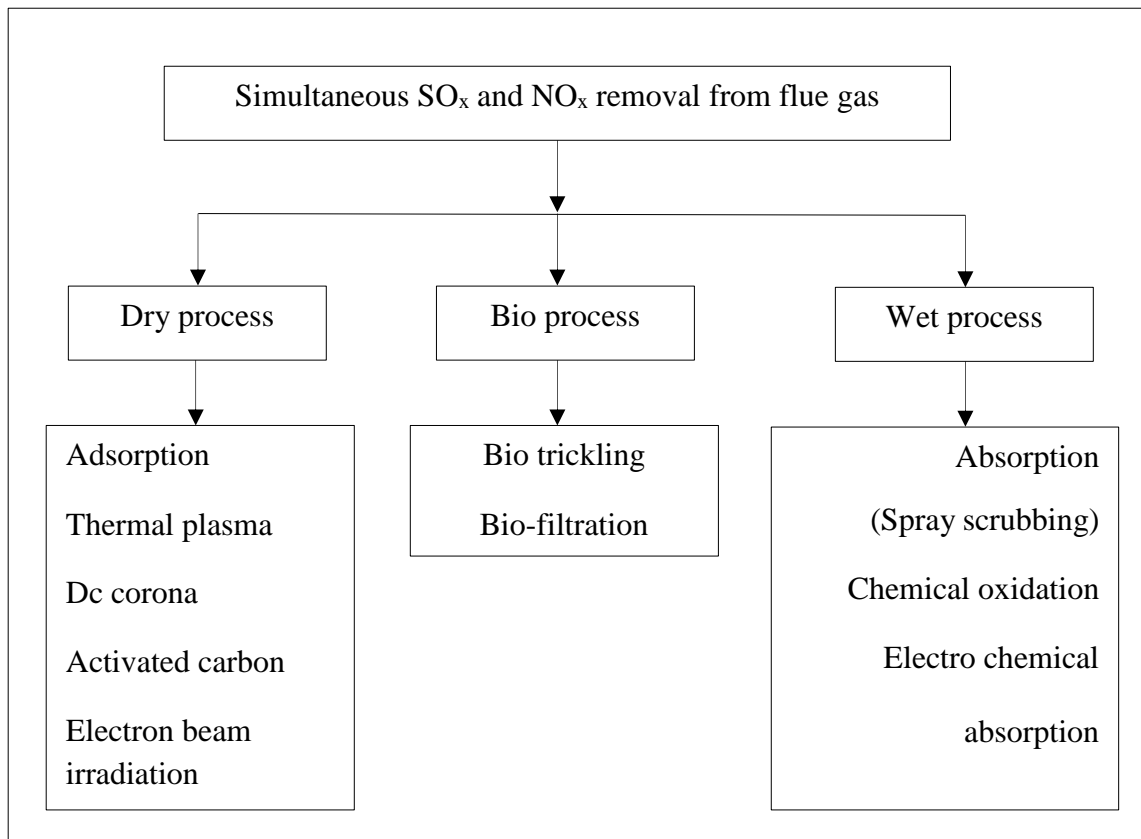 Simultaneous SOₓ and NOₓ removal from flue gas
Dry process
Bio process
Wet process
Adsorption
Thermal plasma
Dc corona
Activated carbon
Electron beam
irradiation
Bio trickling
Bio-filtration
Absorption
(Spray scrubbing)
Chemical oxidation
Electro chemical
absorption